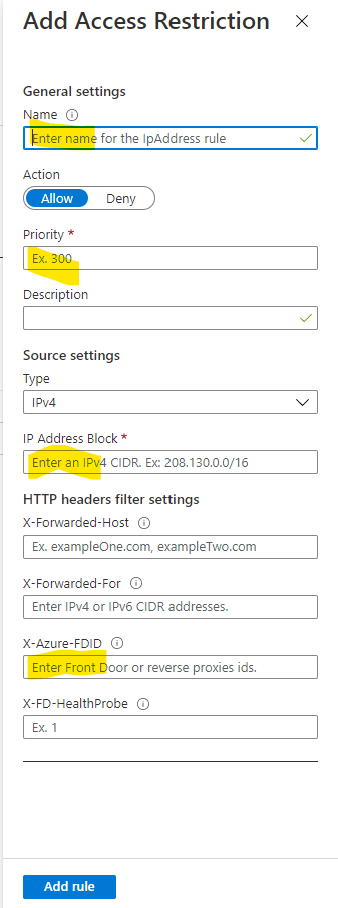 Add Access Restriction
General settings
Name
Enter name for the IpAddress rule
Action
Allow Deny
Priority *
Ex. 300
Description
Source settings
Type
IPv4
IP Address Block *
Enter an IPv4 CIDR. Ex: 208.130.0.0/16
HTTP headers filter settings
X-Forwarded-Host
Ex. exampleOne.com, exampleTwo.com
X-Forwarded-For
Enter IPv4 or IPv6 CIDR addresses.
X-Azure-FDID
Enter Front Door or reverse proxies ids.
X-FD-HealthProbe
Ex. 1
Add rule